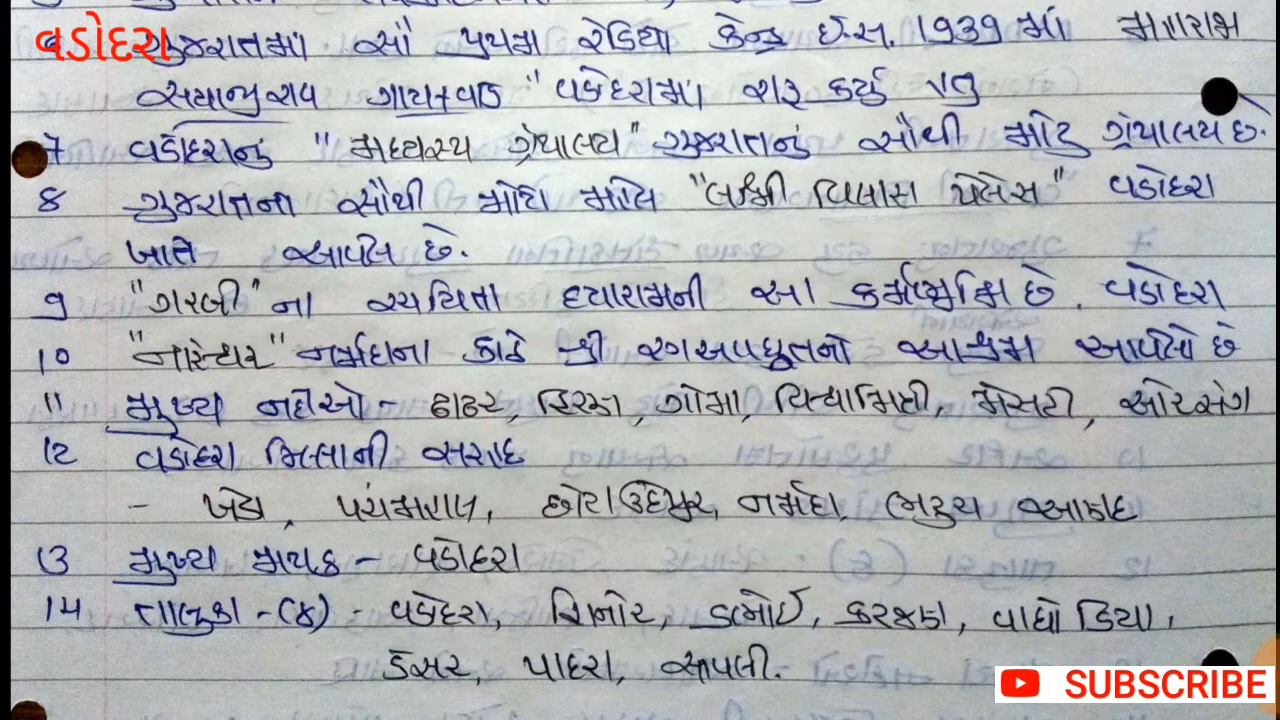 વડોદરા
ગુજરાતમાં સૌ પ્રથમ રેડિયો કેન્દ્ર ઈ.સ. 1939માં મહારાજા
સયાજીરાવ ગાયકવાડ "વડોદરામાં શરૂ કર્યું હતું
7 વડોદરાનું "મધ્યસ્થ ગ્રંથાલય" ગુજરાતનું સૌથી મોટુ ગ્રંથાલય છે.
8 ગુજરાતના સૌથી મોટો મહેલ "લક્ષ્મી વિલાસ પેલેસ" વડોદરા
ખાતે આવેલ છે.
9 "ગરબી"ના રચયિતા દયારામની આ કર્મભૂમિ છે. વડોદરા
10 "નારેશ્વર" નર્મદાના કાંઠે શ્રી રંગઅવધૂતનો આશ્રમ આવેલો છે
11 મુખ્ય નદીઓ - ઢાઢર, હિરણ, ગોમા, વિશ્વામિત્રી, મેસરી, ઓરસંગ
12 વડોદરા જિલ્લાની સરહદ
- ખેડા, પંચમહાલ, છોટાઉદેપુર, નર્મદા, ભરુચ આણંદ
13 મુખ્ય મથક - વડોદરા
14 તાલુકા - (8) - વડોદરા, શિનોર, ડભોઈ, કરજણ, વાઘોડિયા,
ડેસર, પાદરા, સાવલી.
SUBSCRIBE